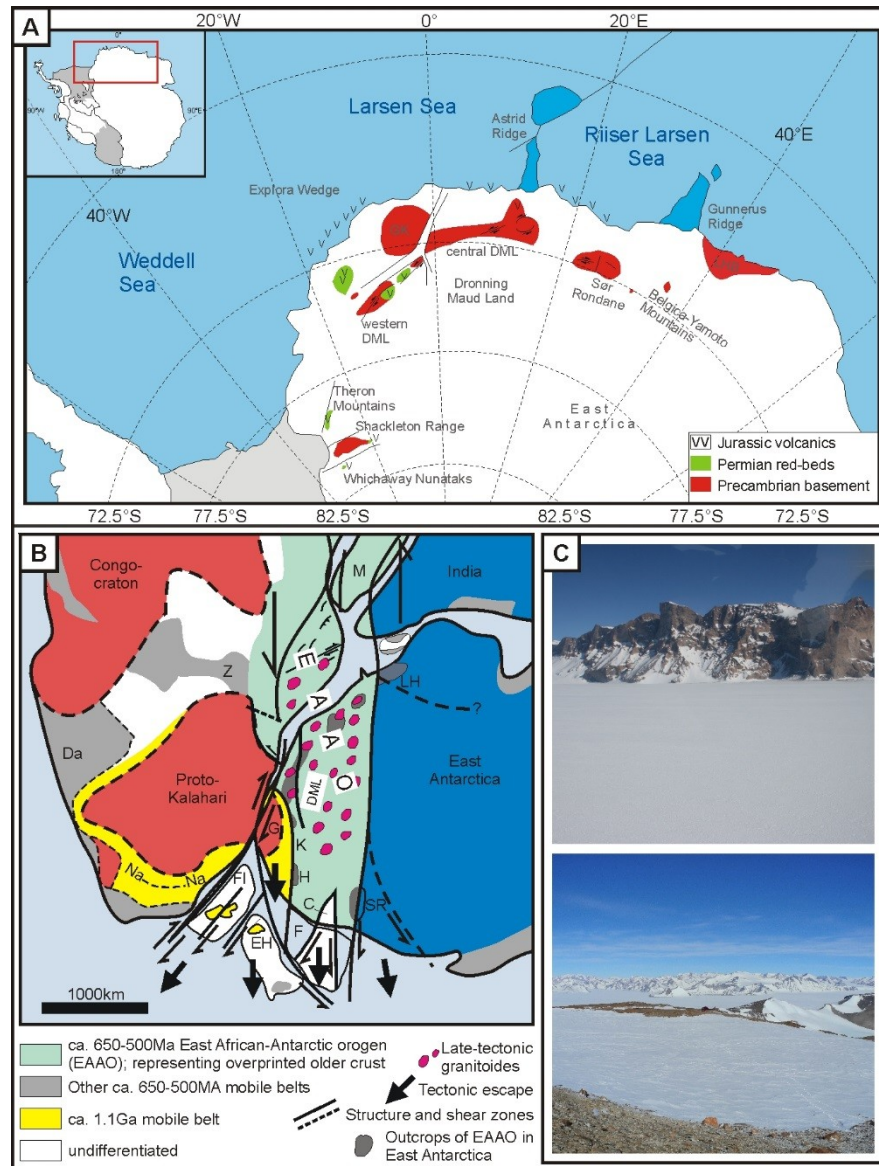 A
20°W
0°
20°E
0°
90°W
90°E
180°
Larsen Sea
Astrid
Ridge
Riiser Larsen
Sea
40°E
Explora Wedge
40°W
Gunnerus
Ridge
Weddell
Sea
central DML
Dronning
Maud Land
Sør
Rondane
Belgica-Yamoto
Mountains
western
DML
Theron
Mountains
Shackleton Range
East
Antarctica
Whichaway Nunataks
VV Jurassic volcanics
Permian red-beds
Precambrian basement
72.5°S
77.5°S
82.5°S
82.5°S
77.5°S
72.5°S
B
Congo-
craton
M
India
Z
E
A
A
O
LH
?
Da
Proto-
Kalahari
DML
East
Antarctica
G
K
Na
Na
FI
H
C
SR
EH
F
1000km
ca. 650-500Ma East African-Antarctic orogen
(EAAO); representing overprinted older crust
Other ca. 650-500MA mobile belts
ca. 1.1Ga mobile belt
undifferentiated
Late-tectonic
granitoides
Tectonic escape
Structure and shear zones
Outcrops of EAAO in
East Antarctica
C